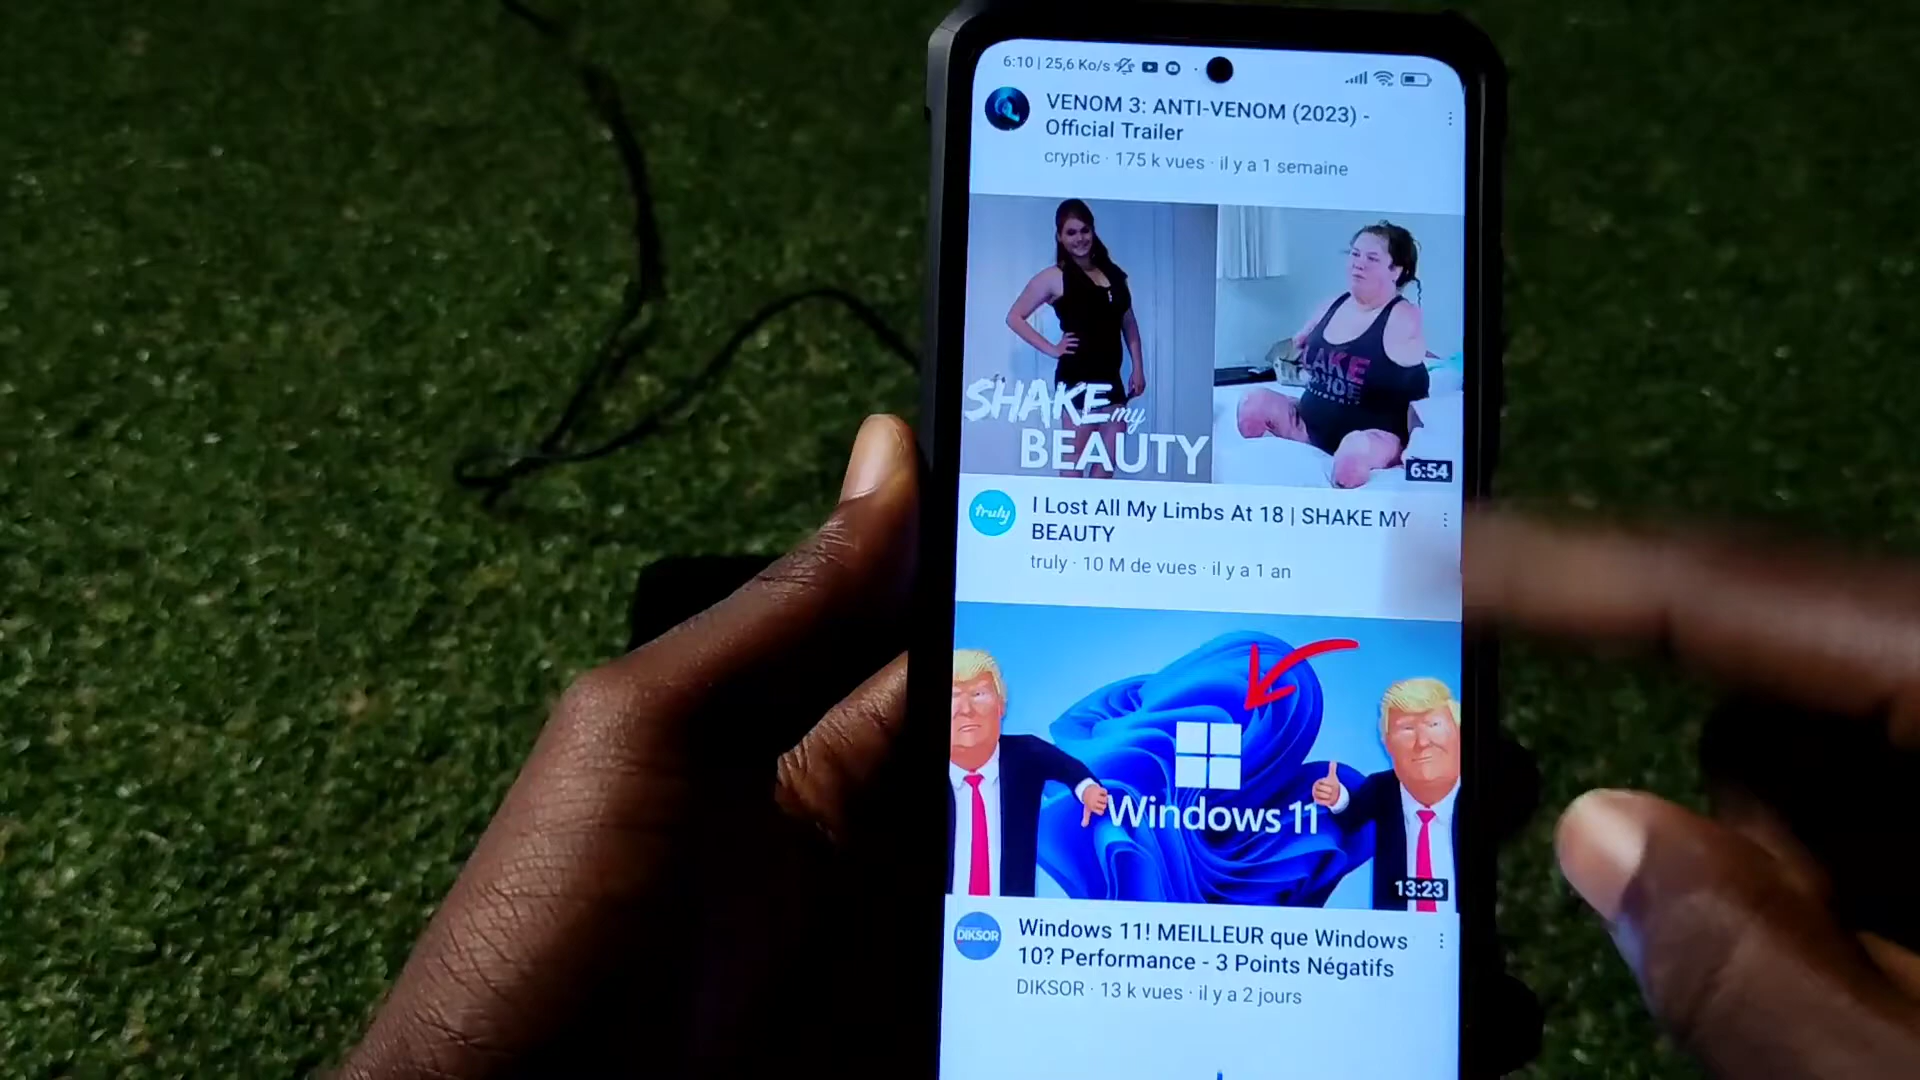 6:10 | 25,6 Ko/s
VENOM 3: ANTI-VENOM (2023) -
Official Trailer
cryptic · 175 k vues · il y a 1 semaine
SHAKE my
BEAUTY
LAKE
6:54
truly
I Lost All My Limbs At 18 | SHAKE MY
BEAUTY
truly · 10 M de vues · il y a 1 an
Windows 11
13:23
DIKSOR
Windows 11! MEILLEUR que Windows
10? Performance - 3 Points Négatifs
DIKSOR · 13 k vues · il y a 2 jours